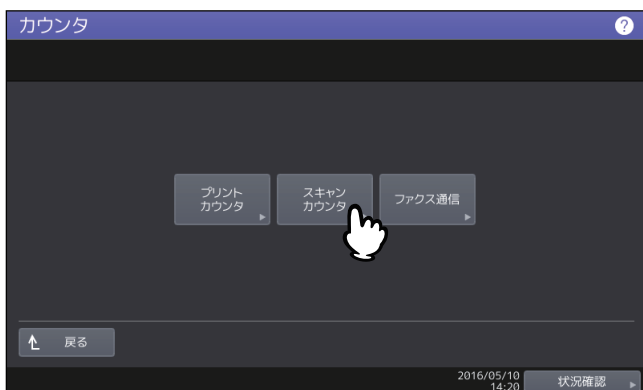 カウンタ
?
プリント
カウンタ
スキャン
カウンタ
ファクス通信
戻る
2016/05/10
14:20
状況確認